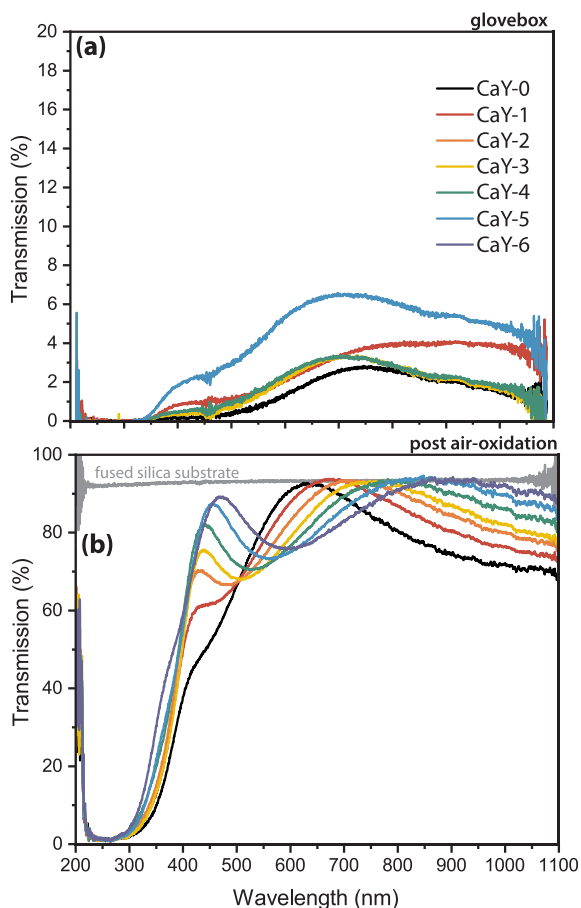 glovebox
(a)
20
18
16
14
12
10
8
6
4
2
0
Transmission (%)
CaY-0
CaY-1
CaY-2
CaY-3
CaY-4
CaY-5
CaY-6
post air-oxidation
fused silica substrate
(b)
100
80
60
40
20
0
Transmission (%)
200 300 400 500 600 700 800 900 1000 1100
Wavelength (nm)